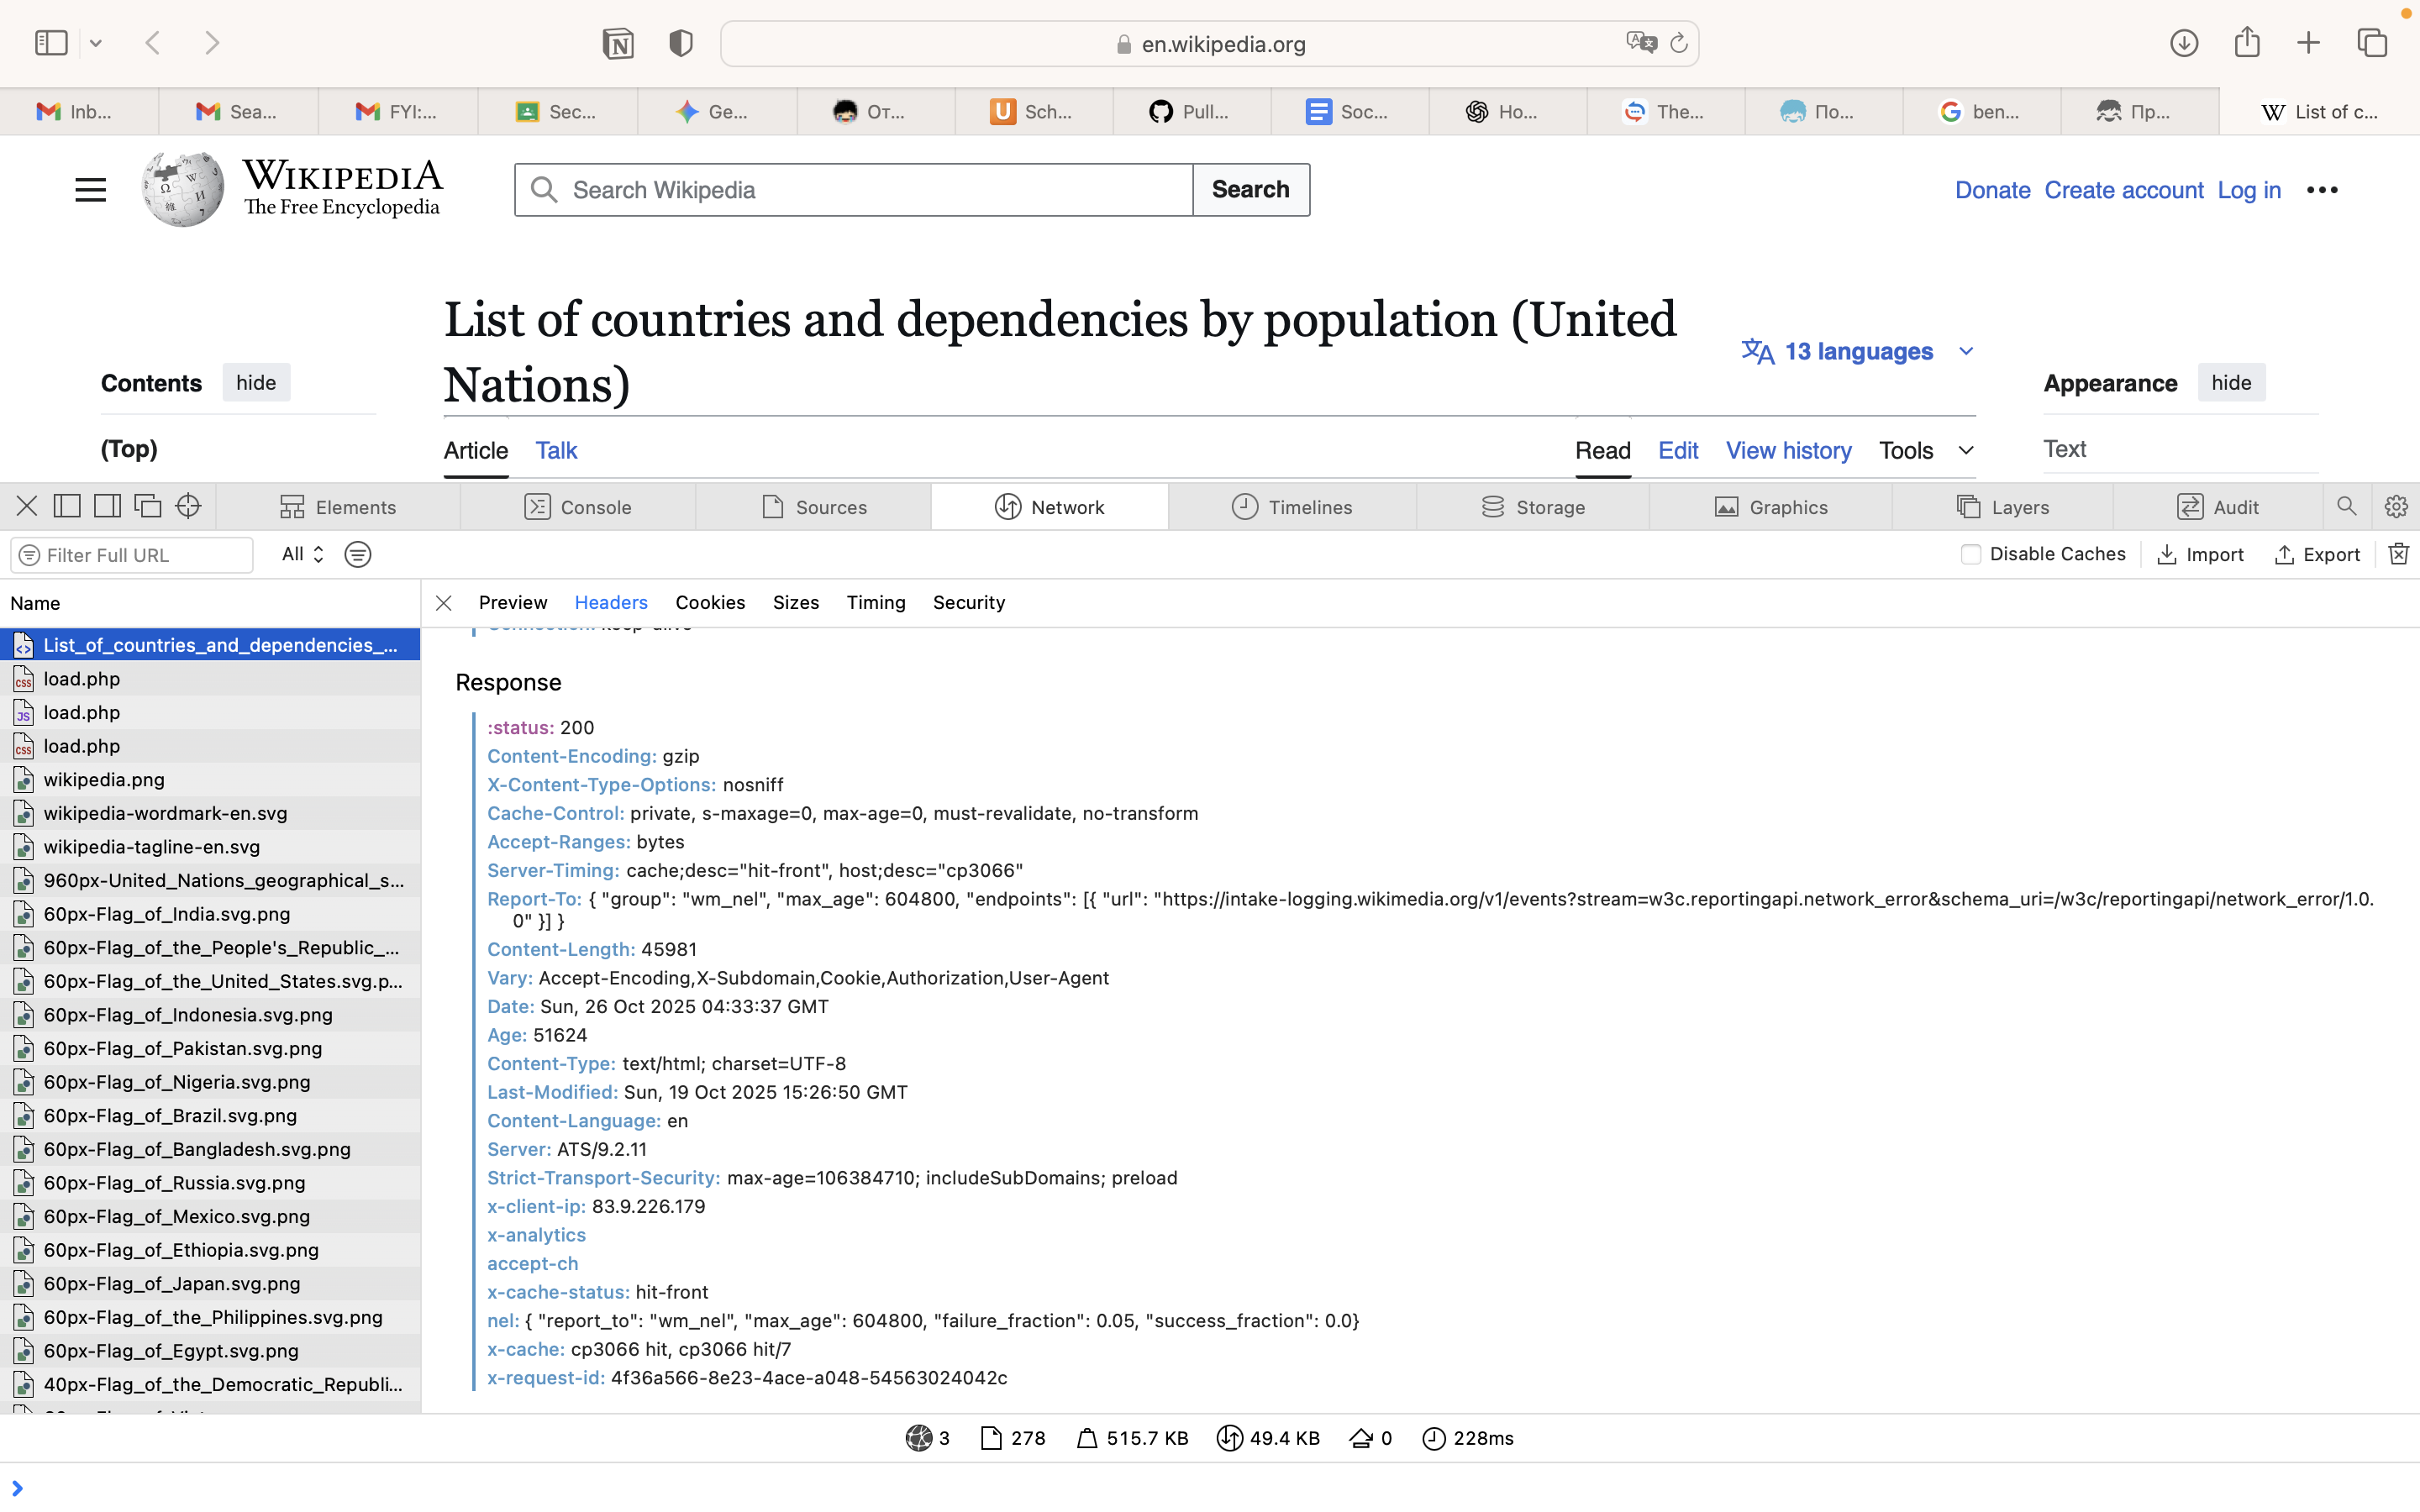 en.wikipedia.org
Inb...
Sea...
FYI:...
Sec...
Ge...
От...
Sch...
Pull...
Soc...
Ho...
The...
По...
ben...
Пр...
List of c...
WIKIPEDIA
The Free Encyclopedia
Search Wikipedia
Search
Donate
Create account
Log in
List of countries and dependencies by population (United
Nations)
13 languages
Contents
hide
(Top)
Appearance
hide
Text
Article
Talk
Read
Edit
View history
Tools
Elements
Console
Sources
Network
Timelines
Storage
Graphics
Layers
Audit
Filter Full URL
All
Disable Caches
Import
Export
Name
Preview
Headers
Cookies
Sizes
Timing
Security
List_of_countries_and_dependencies_...
load.php
load.php
load.php
wikipedia.png
wikipedia-wordmark-en.svg
wikipedia-tagline-en.svg
960px-United_Nations_geographical_s...
60px-Flag_of_India.svg.png
60px-Flag_of_the_People's_Republic_...
60px-Flag_of_the_United_States.svg.p...
60px-Flag_of_Indonesia.svg.png
60px-Flag_of_Pakistan.svg.png
60px-Flag_of_Nigeria.svg.png
60px-Flag_of_Brazil.svg.png
60px-Flag_of_Bangladesh.svg.png
60px-Flag_of_Russia.svg.png
60px-Flag_of_Mexico.svg.png
60px-Flag_of_Ethiopia.svg.png
60px-Flag_of_Japan.svg.png
60px-Flag_of_the_Philippines.svg.png
60px-Flag_of_Egypt.svg.png
40px-Flag_of_the_Democratic_Republi...
Response
:status: 200
Content-Encoding: gzip
X-Content-Type-Options: nosniff
Cache-Control: private, s-maxage=0, max-age=0, must-revalidate, no-transform
Accept-Ranges: bytes
Server-Timing: cache;desc="hit-front", host;desc="cp3066"
Report-To: { "group": "wm_nel", "max_age": 604800, "endpoints": [{ "url": "https://intake-logging.wikimedia.org/v1/events?stream=w3c.reportingapi.network_error&schema_uri=/w3c/reportingapi/network_error/1.0.
0" }] }
Content-Length: 45981
Vary: Accept-Encoding,X-Subdomain,Cookie,Authorization,User-Agent
Date: Sun, 26 Oct 2025 04:33:37 GMT
Age: 51624
Content-Type: text/html; charset=UTF-8
Last-Modified: Sun, 19 Oct 2025 15:26:50 GMT
Content-Language: en
Server: ATS/9.2.11
Strict-Transport-Security: max-age=106384710; includeSubDomains; preload
x-client-ip: 83.9.226.179
x-analytics
accept-ch
x-cache-status: hit-front
nel: { "report_to": "wm_nel", "max_age": 604800, "failure_fraction": 0.05, "success_fraction": 0.0}
x-cache: cp3066 hit, cp3066 hit/7
x-request-id: 4f36a566-8e23-4ace-a048-54563024042c
3
278
515.7 KB
49.4 KB
0
228ms